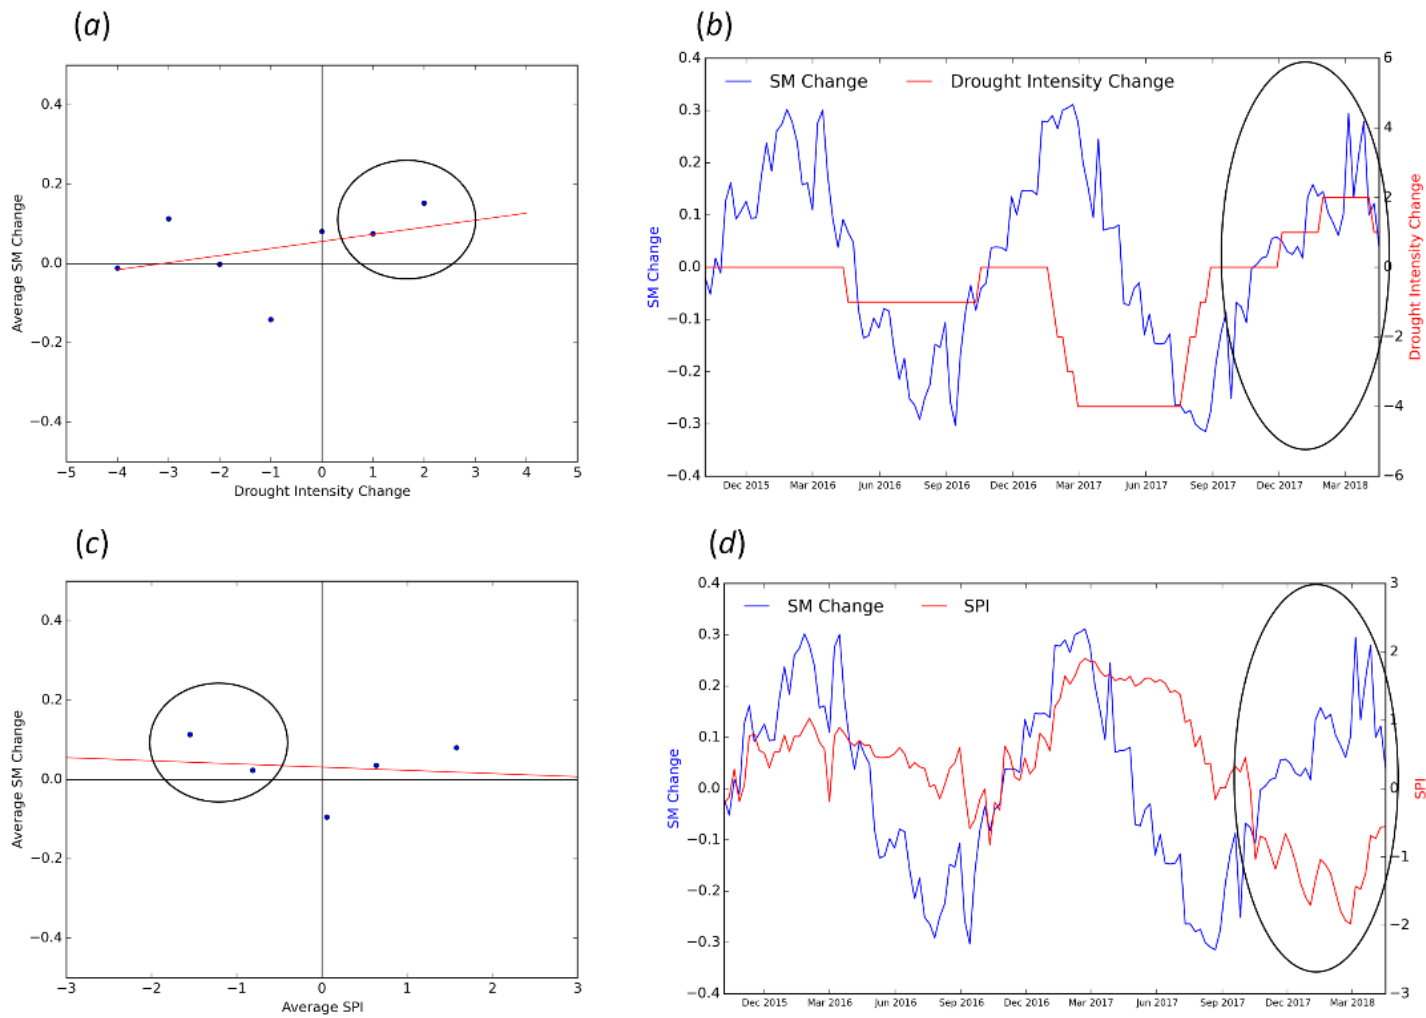 (a)
0.4
0.2
0.0
−0.2
−0.4
Average SM Change
−5 −4 −3 −2 −1 0 1 2 3 4 5
Drought Intensity Change
(b)
SM Change Drought Intensity Change
0.4
0.3
0.2
0.1
0.0
−0.1
−0.2
−0.3
−0.4
SM Change
6
4
2
0
−2
−4
−6
Drought Intensity Change
Dec 2015 Mar 2016 Jun 2016 Sep 2016 Dec 2016 Mar 2017 Jun 2017 Sep 2017 Dec 2017 Mar 2018
(c)
0.4
0.2
0.0
−0.2
−0.4
Average SM Change
−3 −2 −1 0 1 2 3
Average SPI
(d)
SM Change SPI
0.4
0.3
0.2
0.1
0.0
−0.1
−0.2
−0.3
−0.4
SM Change
3
2
1
0
−1
−2
−3
SPI
Dec 2015 Mar 2016 Jun 2016 Sep 2016 Dec 2016 Mar 2017 Jun 2017 Sep 2017 Dec 2017 Mar 2018